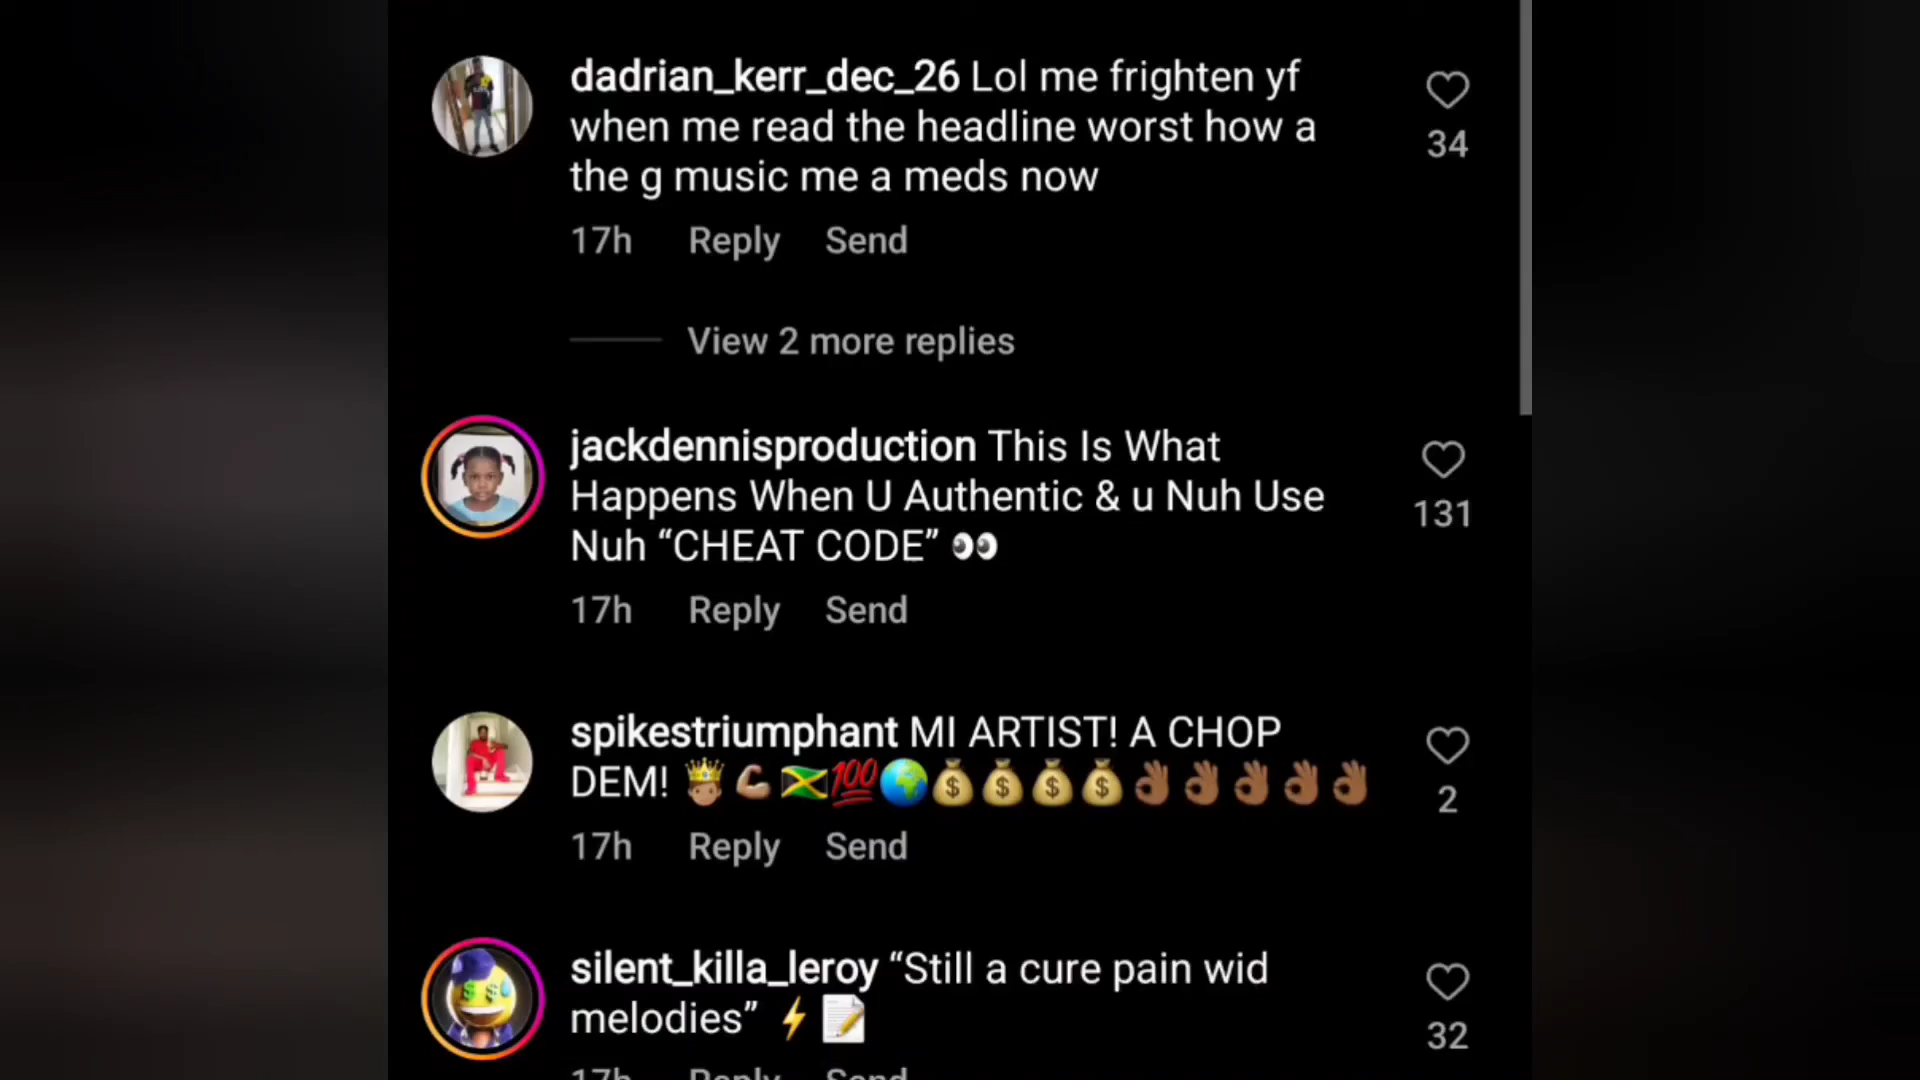 dadrian_kerr_dec_26 Lol me frighten yf
when me read the headline worst how a
the g music me a meds now
34
17h Reply Send
View 2 more replies
jackdennisproduction This Is What
Happens When U Authentic & u Nuh Use
Nuh “CHEAT CODE” 👀
131
17h Reply Send
spikestriumphant MI ARTIST! A CHOP
DEM! 🤴🏽💪🏽🇯🇲💯🌍💰💰💰💰👌🏾👌🏾👌🏾👌🏾👌🏾
2
17h Reply Send
silent_killa_leroy “Still a cure pain wid
melodies” ⚡📝
32
17h Reply Send